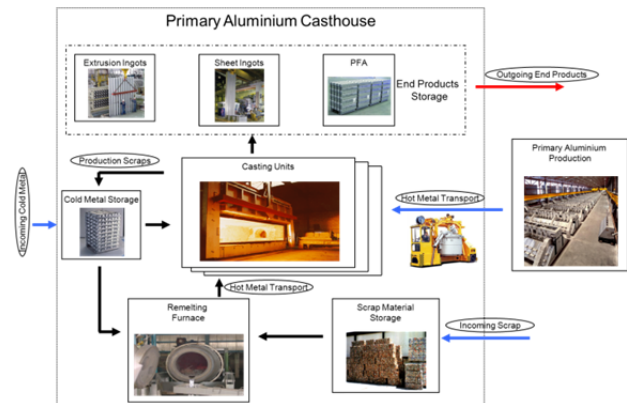 Primary Aluminium Casthouse
Extrusion Ingots
Sheet Ingots
PFA
End Products
Storage
Outgoing End Products
Production Scraps
Casting Units
Primary Aluminium
Production
Incoming Cold Metal
Cold Metal Storage
Hot Metal Transport
Hot Metal Transport
Remelting
Furnace
Scrap Material
Storage
Incoming Scrap